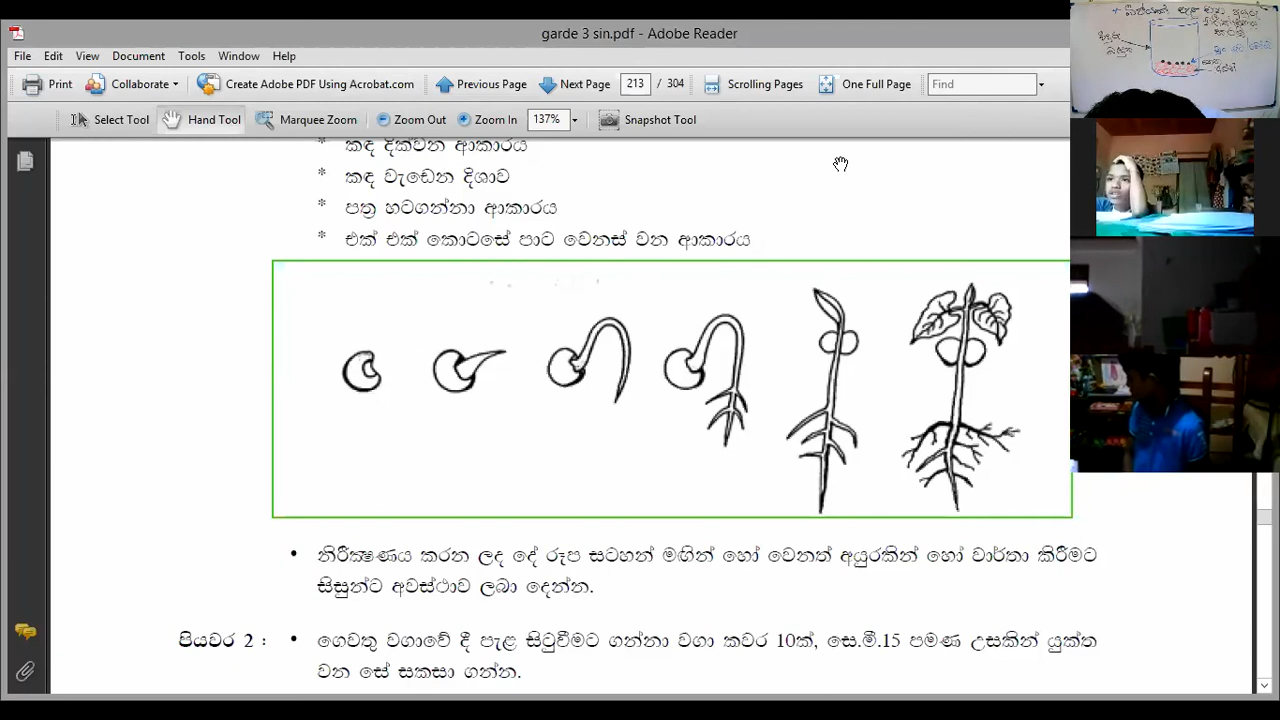 garde 3 sin.pdf - Adobe Reader
File Edit View Document Tools Window Help
Print Collaborate Create Adobe PDF Using Acrobat.com Previous Page Next Page 213 / 304 Scrolling Pages One Full Page Find
Select Tool Hand Tool Marquee Zoom Zoom Out Zoom In 137% Snapshot Tool
* කඳ දික්වන ආකාරය
* කඳ වැඩෙන දිශාව
* පත්‍ර හටගන්නා ආකාරය
* එක් එක් කොටසේ පාට වෙනස් වන ආකාරය
• නිරීක්‍ෂණය කරන ලද දේ රූප සටහන් මඟින් හෝ වෙනත් අයුරකින් හෝ වාර්තා කිරීමට
සිසුන්ට අවස්ථාව ලබා දෙන්න.
පියවර 2 : • ගෙවතු වගාවේ දී පැළ සිටුවීමට ගන්නා වගා කවර 10ක්, සෙ.මී.15 පමණ උසකින් යුක්ත
වන සේ සකසා ගන්න.